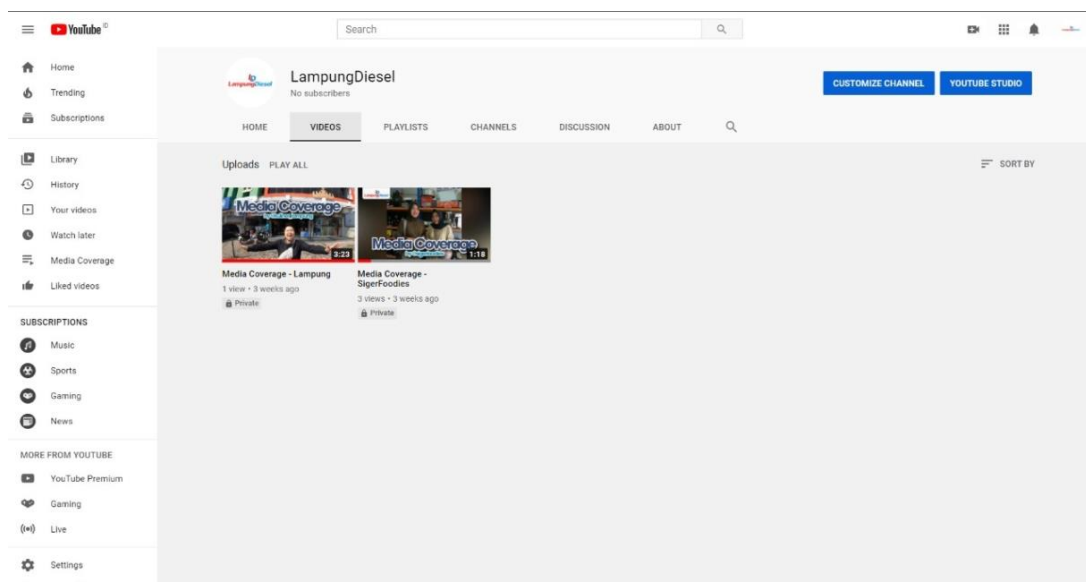 YouTube ID
Search
Home
Trending
Subscriptions
Library
History
Your videos
Watch later
Media Coverage
Liked videos
SUBSCRIPTIONS
Music
Sports
Gaming
News
MORE FROM YOUTUBE
YouTube Premium
Gaming
Live
Settings
LampungDiesel
LampungDiesel
No subscribers
CUSTOMIZE CHANNEL
YOUTUBE STUDIO
HOME VIDEOS PLAYLISTS CHANNELS DISCUSSION ABOUT
Uploads PLAY ALL
SORT BY
Media Coverage
3:23
Media Coverage - Lampung
1 view • 3 weeks ago
Private
Media Coverage
1:18
Media Coverage -
SigerFoodies
3 views • 3 weeks ago
Private